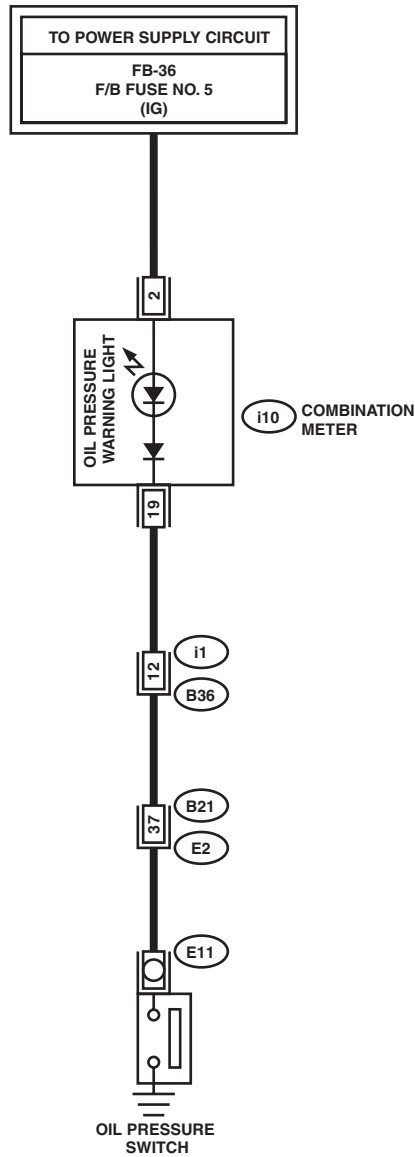 TO POWER SUPPLY CIRCUIT
FB-36
F/B FUSE NO. 5
(IG)
2
OIL PRESSURE
WARNING LIGHT
i10
COMBINATION
METER
19
12
i1
B36
37
B21
E2
E11
OIL PRESSURE
SWITCH